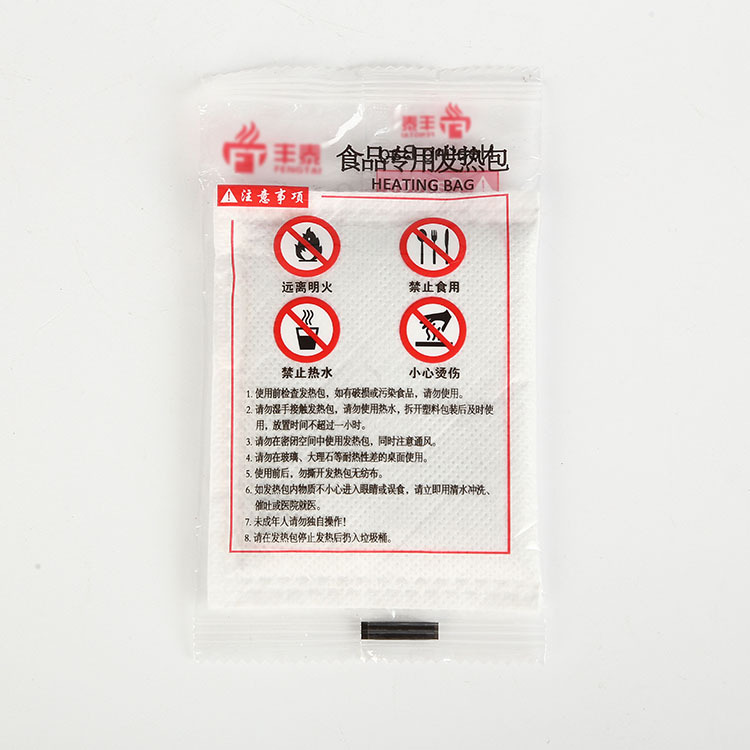 丰泰
FENGTAI
食品专用发热包
HEATING BAG
注意事项
远离明火
禁止食用
禁止热水
小心烫伤
1. 使用前检查发热包，如有破损或污染食品，请勿使用。
2. 请勿湿手接触发热包，请勿使用热水，拆开塑料包装后及时使
用，放置时间不超过一小时。
3. 请勿在密闭空间中使用发热包，同时注意通风。
4. 请勿在玻璃、大理石等耐热性差的桌面使用。
5. 使用前后，勿撕开发热包无纺布。
6. 如发热包内物质不小心进入眼睛或误食，请立即用清水冲洗、
催吐或医院就医。
7. 未成年人请勿独自操作！
8. 请在发热包停止发热后扔入垃圾桶。